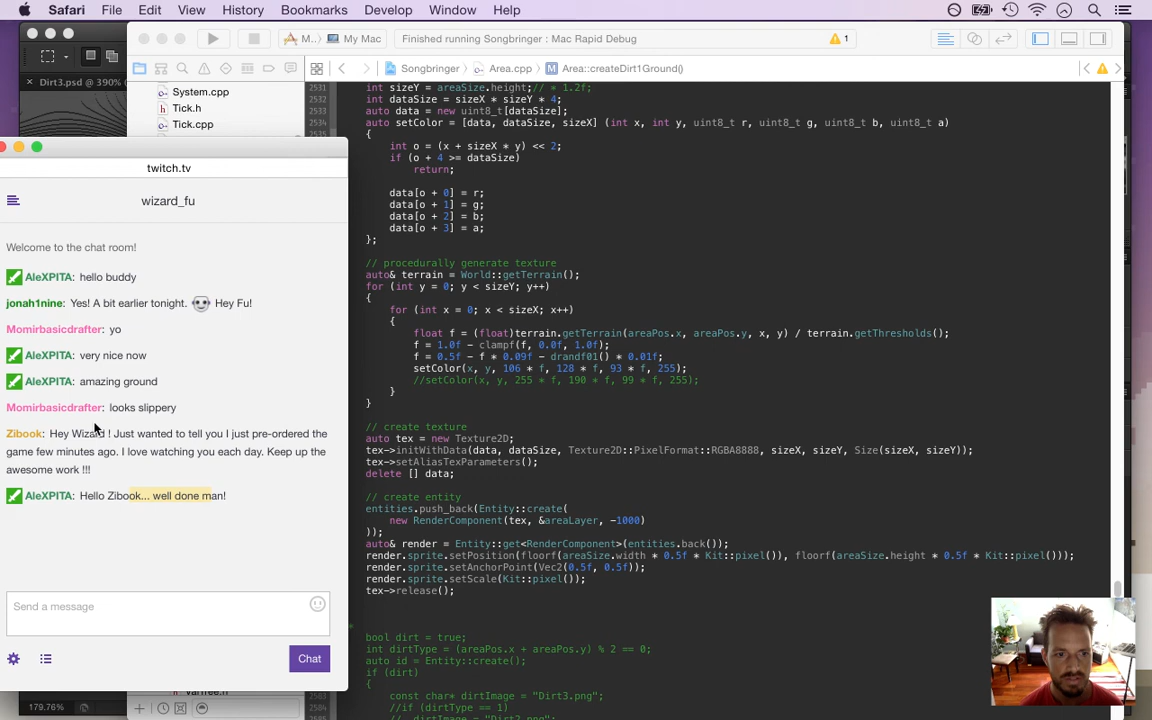 Safari File Edit View History Bookmarks Develop Window Help
M.. My Mac
Finished running Songbringer : Mac Rapid Debug
1
Dirt3.psd @ 390%
Songbringer Area.cpp M Area::createDirt1Ground()
System.cpp
Tick.h
Tick.cpp
twitch.tv
wizard_fu
Welcome to the chat room!
AleXPITA: hello buddy
jonah1nine: Yes! A bit earlier tonight. Hey Fu!
Momirbasicdrafter: yo
AleXPITA: very nice now
AleXPITA: amazing ground
Momirbasicdrafter: looks slippery
Zibook: Hey Wizard ! Just wanted to tell you I just pre-ordered the
game few minutes ago. I love watching you each day. Keep up the
awesome work !!!
AleXPITA: Hello Zibook... well done man!
Send a message
Chat
179.76%
2531 int sizeY = areaSize.height;// * 1.2f;
2532 int dataSize = sizeX * sizeY * 4;
2533 auto data = new uint8_t[dataSize];
2534 auto setColor = [data, dataSize, sizeX] (int x, int y, uint8_t r, uint8_t g, uint8_t b, uint8_t a)
{
int o = (x + sizeX * y) << 2;
if (o + 4 >= dataSize)
return;
data[o + 0] = r;
data[o + 1] = g;
data[o + 2] = b;
data[o + 3] = a;
};
// procedurally generate texture
auto& terrain = World::getTerrain();
for (int y = 0; y < sizeY; y++)
{
for (int x = 0; x < sizeX; x++)
{
float f = (float)terrain.getTerrain(areaPos.x, areaPos.y, x, y) / terrain.getThresholds();
f = 1.0f - clampf(f, 0.0f, 1.0f);
f = 0.5f - f * 0.09f - drandf01() * 0.01f;
setColor(x, y, 106 * f, 128 * f, 93 * f, 255);
//setColor(x, y, 255 * f, 190 * f, 99 * f, 255);
}
}
// create texture
auto tex = new Texture2D;
tex->initWithData(data, dataSize, Texture2D::PixelFormat::RGBA8888, sizeX, sizeY, Size(sizeX, sizeY));
tex->setAliasTexParameters();
delete [] data;
// create entity
entities.push_back(Entity::create(
new RenderComponent(tex, &areaLayer, -1000)
));
auto& render = Entity::get<RenderComponent>(entities.back());
render.sprite.setPosition(floorf(areaSize.width * 0.5f * Kit::pixel()), floorf(areaSize.height * 0.5f * Kit::pixel()));
render.sprite.setAnchorPoint(Vec2(0.5f, 0.5f));
render.sprite.setScale(Kit::pixel());
tex->release();
*
bool dirt = true;
int dirtType = (areaPos.x + areaPos.y) % 2 == 0;
auto id = Entity::create();
if (dirt)
{
const char* dirtImage = "Dirt3.png";
//if (dirtType == 1)